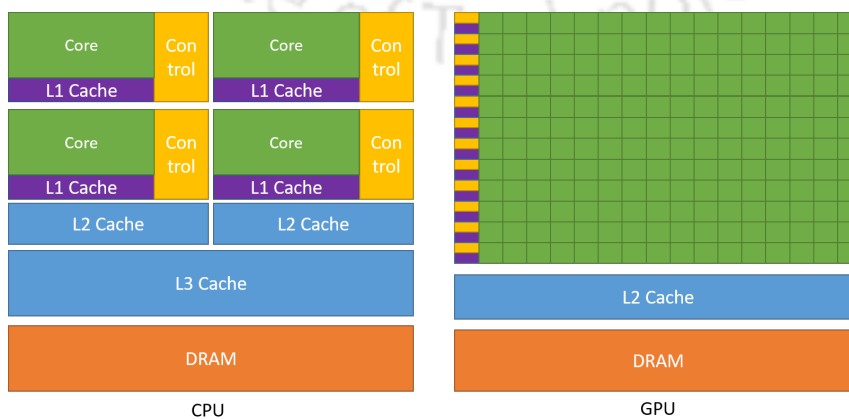 Core
Con
trol
L1 Cache
Core
Con
trol
L1 Cache
Core
Con
trol
L1 Cache
Core
Con
trol
L1 Cache
L2 Cache
L2 Cache
L3 Cache
DRAM
CPU
L2 Cache
DRAM
GPU